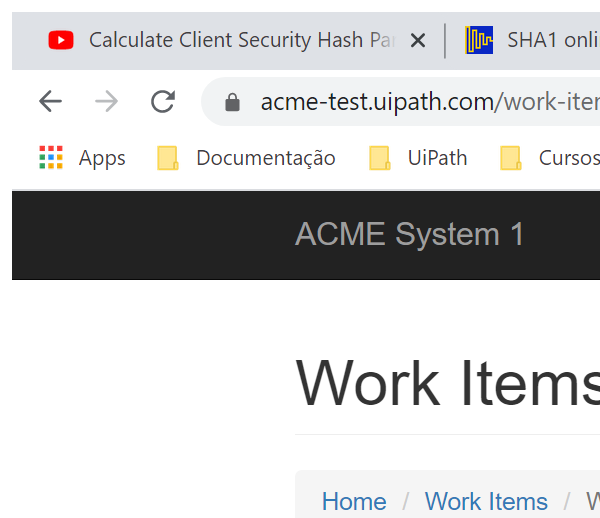 Calculate Client Security Hash Pa SHA1 onli
acme-test.uipath.com/work-ite
Apps Documentação UiPath Cursos
ACME System 1
Work Items
Home / Work Items / W